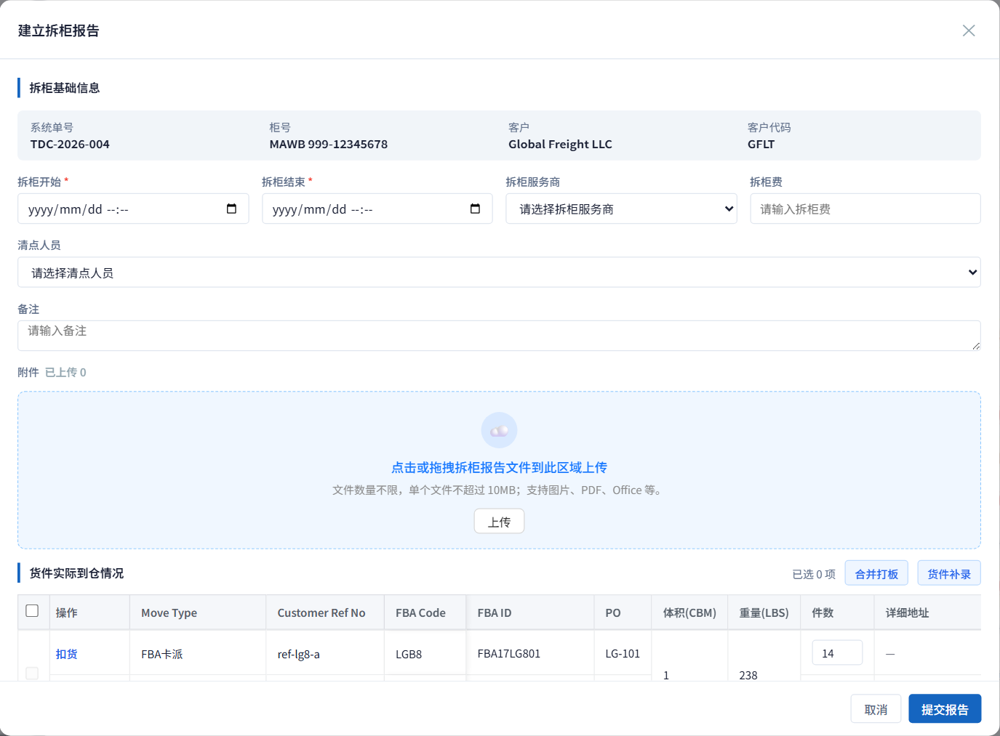 建立拆柜报告
拆柜基础信息
系统单号 柜号 客户 客户代码
TDC-2026-004 MAWB 999-12345678 Global Freight LLC GFLT
拆柜开始 * 拆柜结束 * 拆柜服务商 拆柜费
yyyy/mm/dd --:-- yyyy/mm/dd --:-- 请选择拆柜服务商 请输入拆柜费
清点人员
请选择清点人员
备注
请输入备注
附件 已上传 0
点击或拖拽拆柜报告文件到此区域上传
文件数量不限，单个文件不超过 10MB；支持图片、PDF、Office 等。
上传
货件实际到仓情况 已选 0 项 合并打板 货件补录
操作 Move Type Customer Ref No FBA Code FBA ID PO 体积(CBM) 重量(LBS) 件数 详细地址
扣货 FBA卡派 ref-lg8-a LGB8 FBA17LG801 LG-101 14 —
1 238
取消 提交报告